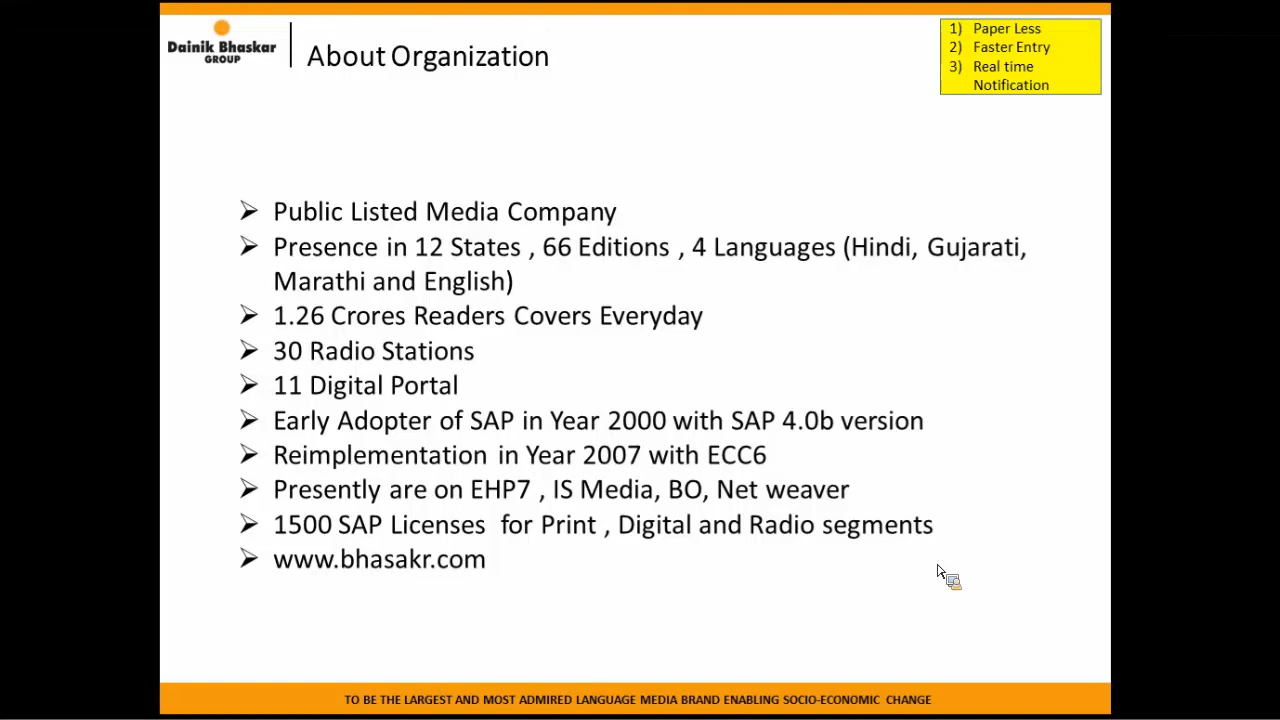 Dainik Bhaskar
GROUP
About Organization
1) Paper Less
2) Faster Entry
3) Real time
Notification
➢ Public Listed Media Company
➢ Presence in 12 States , 66 Editions , 4 Languages (Hindi, Gujarati,
Marathi and English)
➢ 1.26 Crores Readers Covers Everyday
➢ 30 Radio Stations
➢ 11 Digital Portal
➢ Early Adopter of SAP in Year 2000 with SAP 4.0b version
➢ Reimplementation in Year 2007 with ECC6
➢ Presently are on EHP7 , IS Media, BO, Net weaver
➢ 1500 SAP Licenses for Print , Digital and Radio segments
➢ www.bhasakr.com
TO BE THE LARGEST AND MOST ADMIRED LANGUAGE MEDIA BRAND ENABLING SOCIO-ECONOMIC CHANGE